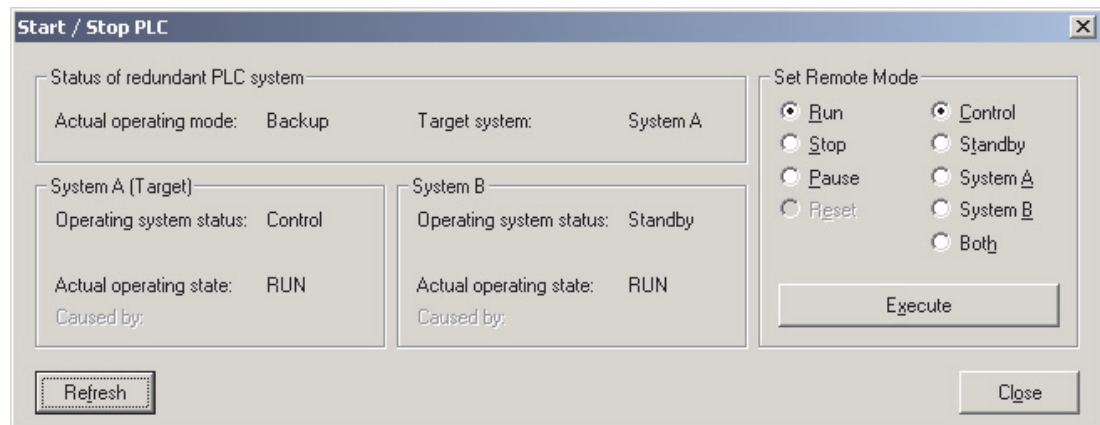 Start / Stop PLC
Status of redundant PLC system
Actual operating mode: Backup Target system: System A
System A (Target)
Operating system status: Control
Actual operating state: RUN
Caused by:
System B
Operating system status: Standby
Actual operating state: RUN
Caused by:
Set Remote Mode
Run Control
Stop Standby
Pause System A
Reset System B
Both
Execute
Refresh
Close